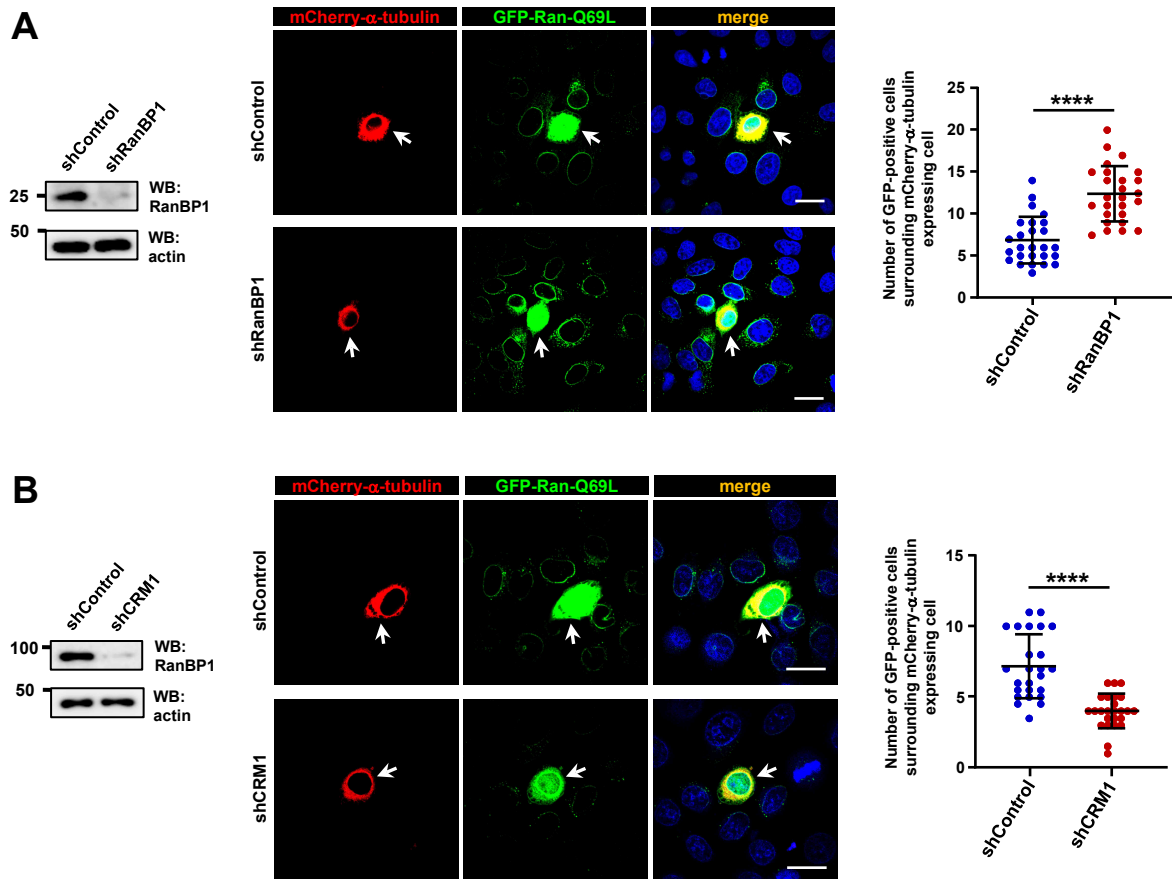 A
mCherry-α-tubulin
GFP-Ran-Q69L
merge
shControl
shRanBP1
25
WB:
RanBP1
50
WB:
actin
shControl
shRanBP1
Number of GFP-positive cells
surrounding mCherry-α-tubulin
expressing cell
25
20
15
10
5
0
****
shControl
shRanBP1
B
mCherry-α-tubulin
GFP-Ran-Q69L
merge
shControl
shCRM1
100
WB:
RanBP1
50
WB:
actin
shControl
shCRM1
Number of GFP-positive cells
surrounding mCherry-α-tubulin
expressing cell
15
10
5
0
****
shControl
shCRM1